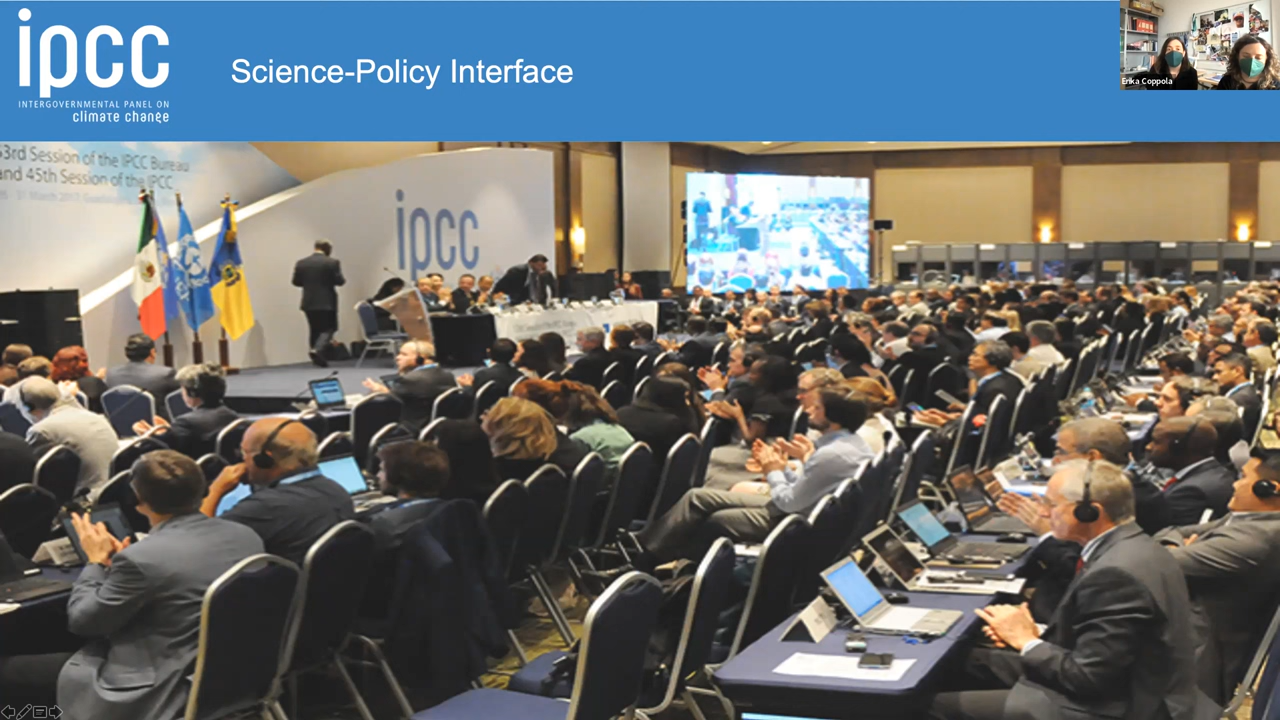 ipcc
INTERGOVERNMENTAL PANEL ON
climate change
Science-Policy Interface
Erika Coppola
53rd Session of the IPCC Bureau
and 45th Session of the IPCC
ipcc